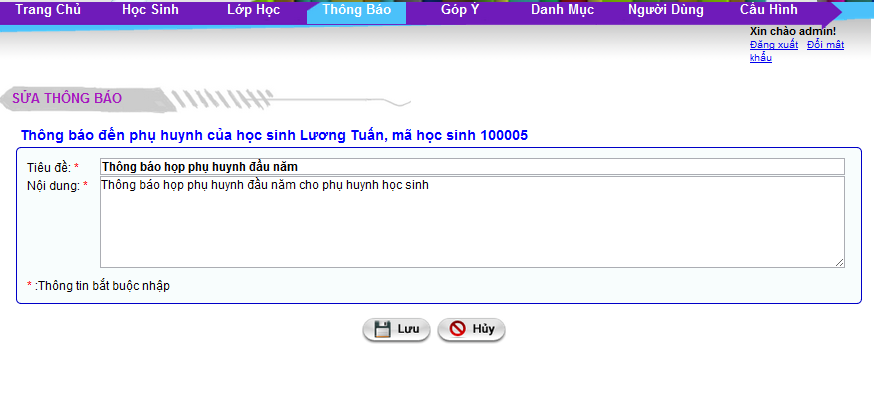 Trang Chủ Học Sinh Lớp Học Thông Báo Góp Ý Danh Mục Người Dùng Cấu Hình
Xin chào admin!
Đăng xuất Đổi mật
khẩu
SỬA THÔNG BÁO
Thông báo đến phụ huynh của học sinh Lương Tuấn, mã học sinh 100005
Tiêu đề: * Thông báo họp phụ huynh đầu năm
Nội dung: * Thông báo họp phụ huynh đầu năm cho phụ huynh học sinh
* :Thông tin bắt buộc nhập
Lưu Hủy